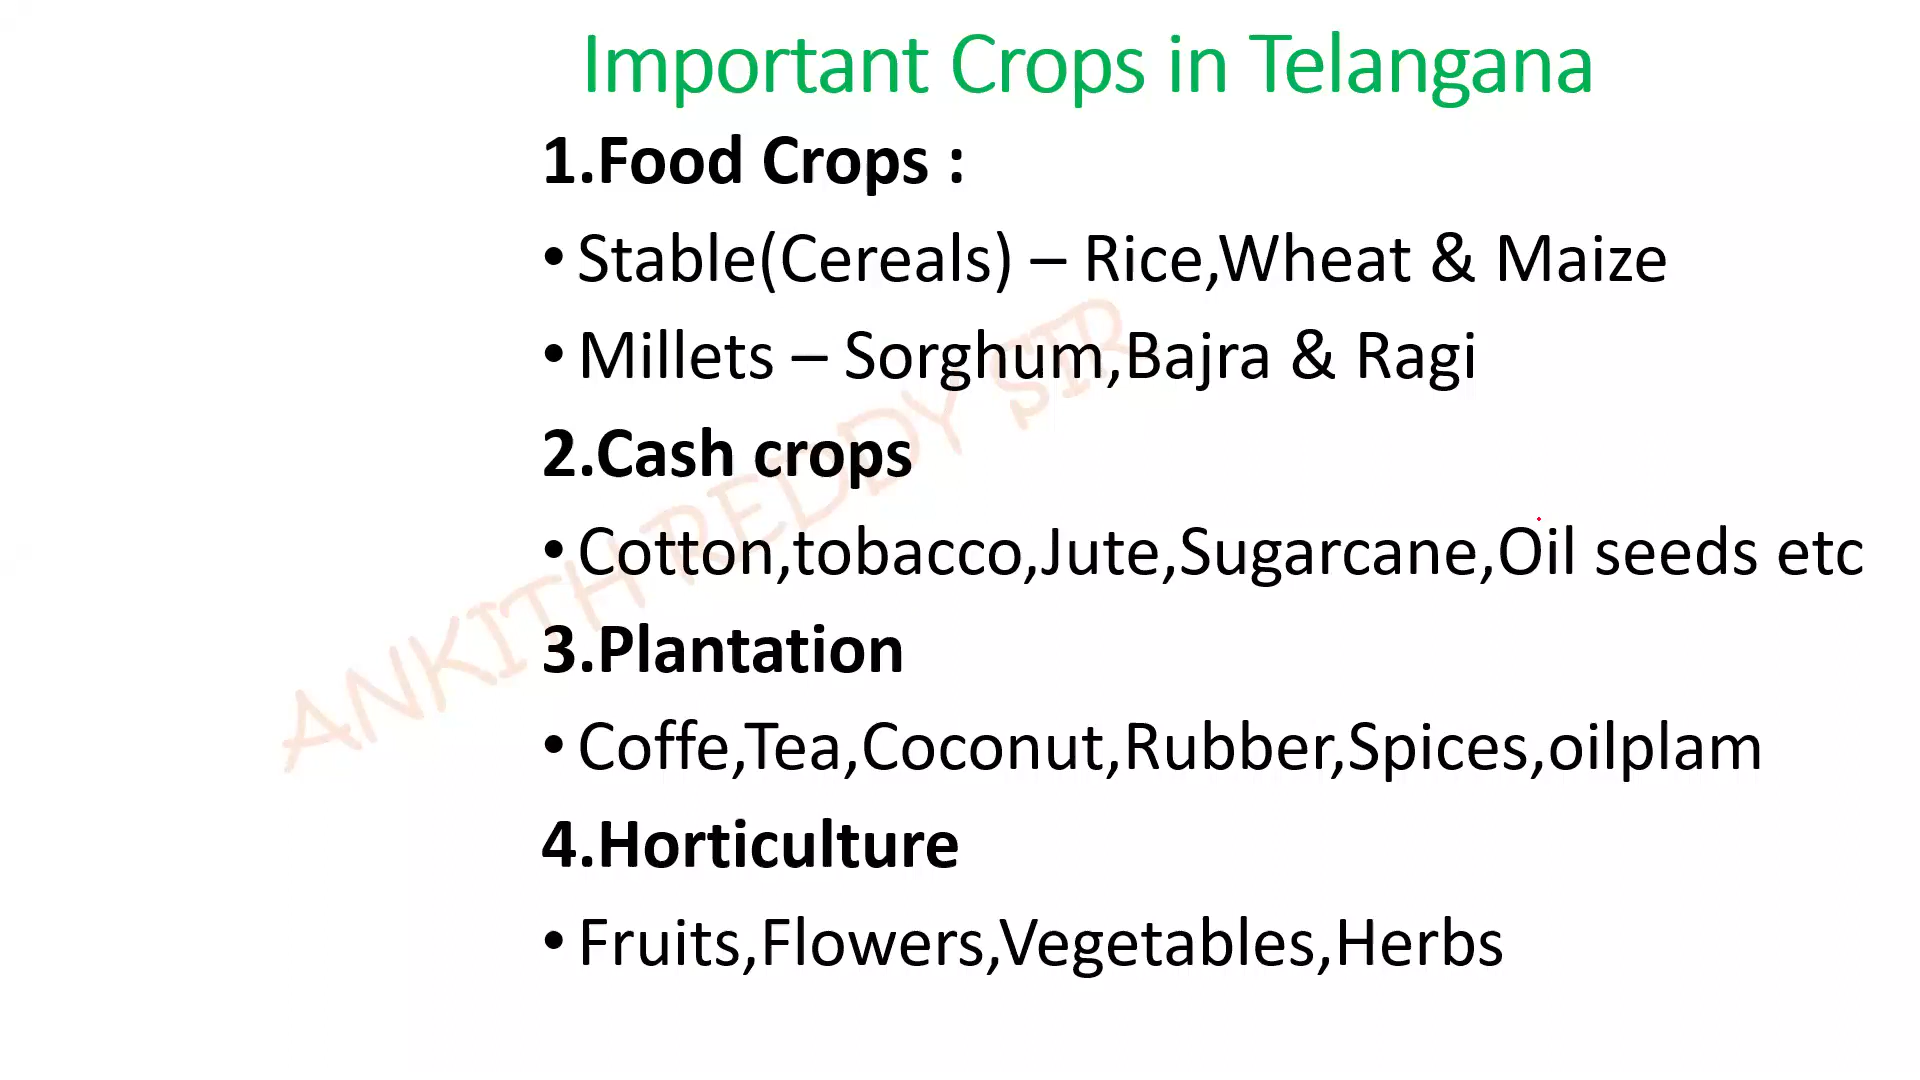 Important Crops in Telangana
1.Food Crops :
• Stable(Cereals) – Rice,Wheat & Maize
• Millets – Sorghum,Bajra & Ragi
2.Cash crops
• Cotton,tobacco,Jute,Sugarcane,Oil seeds etc
3.Plantation
• Coffe,Tea,Coconut,Rubber,Spices,oilplam
4.Horticulture
• Fruits,Flowers,Vegetables,Herbs
ANKITH REDDY SIR